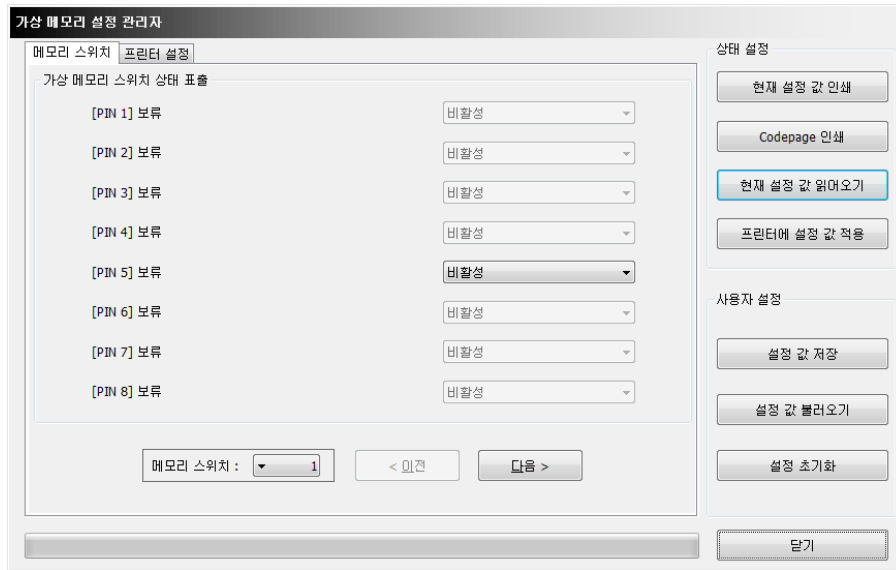 가상 메모리 설정 관리자
메모리 스위치 프린터 설정
가상 메모리 스위치 상태 표출
[PIN 1] 보류 비활성
[PIN 2] 보류 비활성
[PIN 3] 보류 비활성
[PIN 4] 보류 비활성
[PIN 5] 보류 비활성
[PIN 6] 보류 비활성
[PIN 7] 보류 비활성
[PIN 8] 보류 비활성
메모리 스위치 : 1 < 이전 다음 >
상태 설정
현재 설정 값 인쇄
Codepage 인쇄
현재 설정 값 읽어오기
프린터에 설정 값 적용
사용자 설정
설정 값 저장
설정 값 불러오기
설정 초기화
닫기